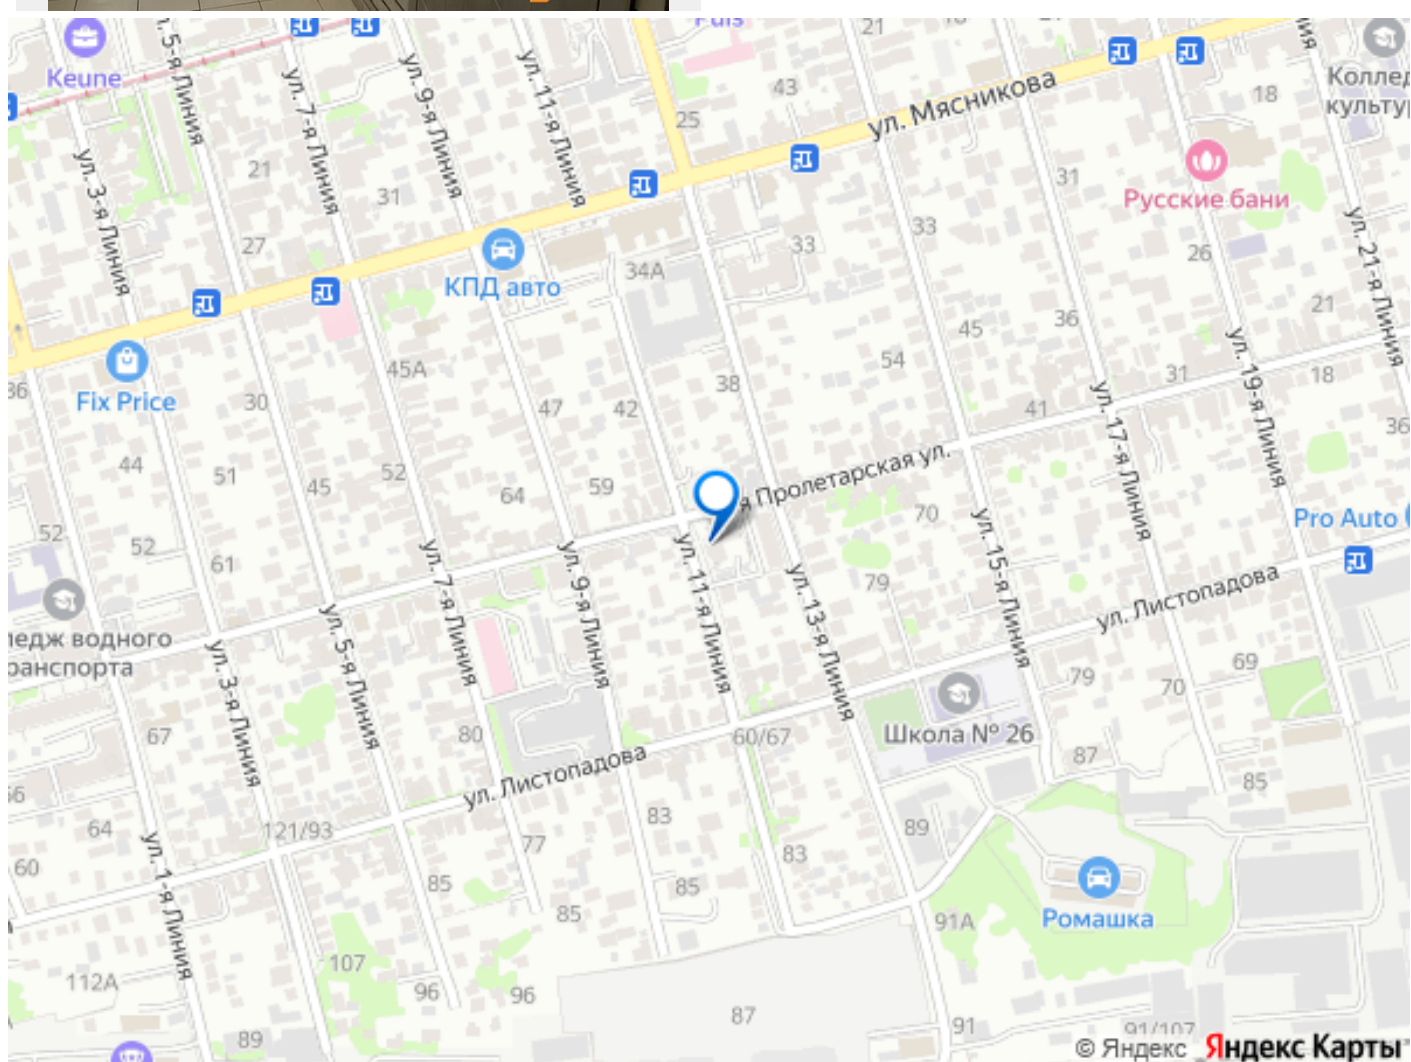 Keune
ул. 7-я Линия
ул. 9-я Линия
ул. 11-я Линия
21
43
25
ул. Мясникова
18
Русские бани
ул. 3-я Линия
21
31
27
КПД авто
34А
33
33
31
26
ул. 21-я Линия
21
Fix Price
45А
30
47
42
38
54
45
36
31
41
18
ул. 19-я Линия
ул. 17-я Линия
36
44
51
45
52
64
59
я Пролетарская ул.
70
Pro Auto
52
52
61
ул. 7-я Линия
ул. 9-я Линия
ул. 11-я Линия
ул. 13-я Линия
79
ул. 15-я Линия
ул. Листопадова
водного
ул. 3-я Линия
ул. 5-я Линия
67
80
60/67
Школа № 26
79
70
69
87
85
ул. Листопадова
64
60
121/93
ул. 1-я Линия
77
83
83
89
85
85
85
Ромашка
91А
112А
107
96
96
87
89
91
91/107
© Яндекс Яндекс Карты